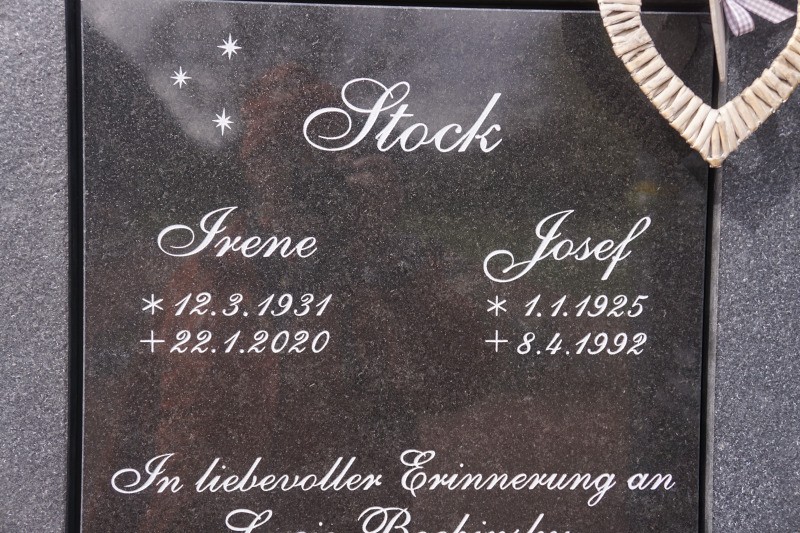 Stock
Irene Josef
* 12.3.1931 * 1.1.1925
+ 22.1.2020 + 8.4.1992
In liebevoller Erinnerung an